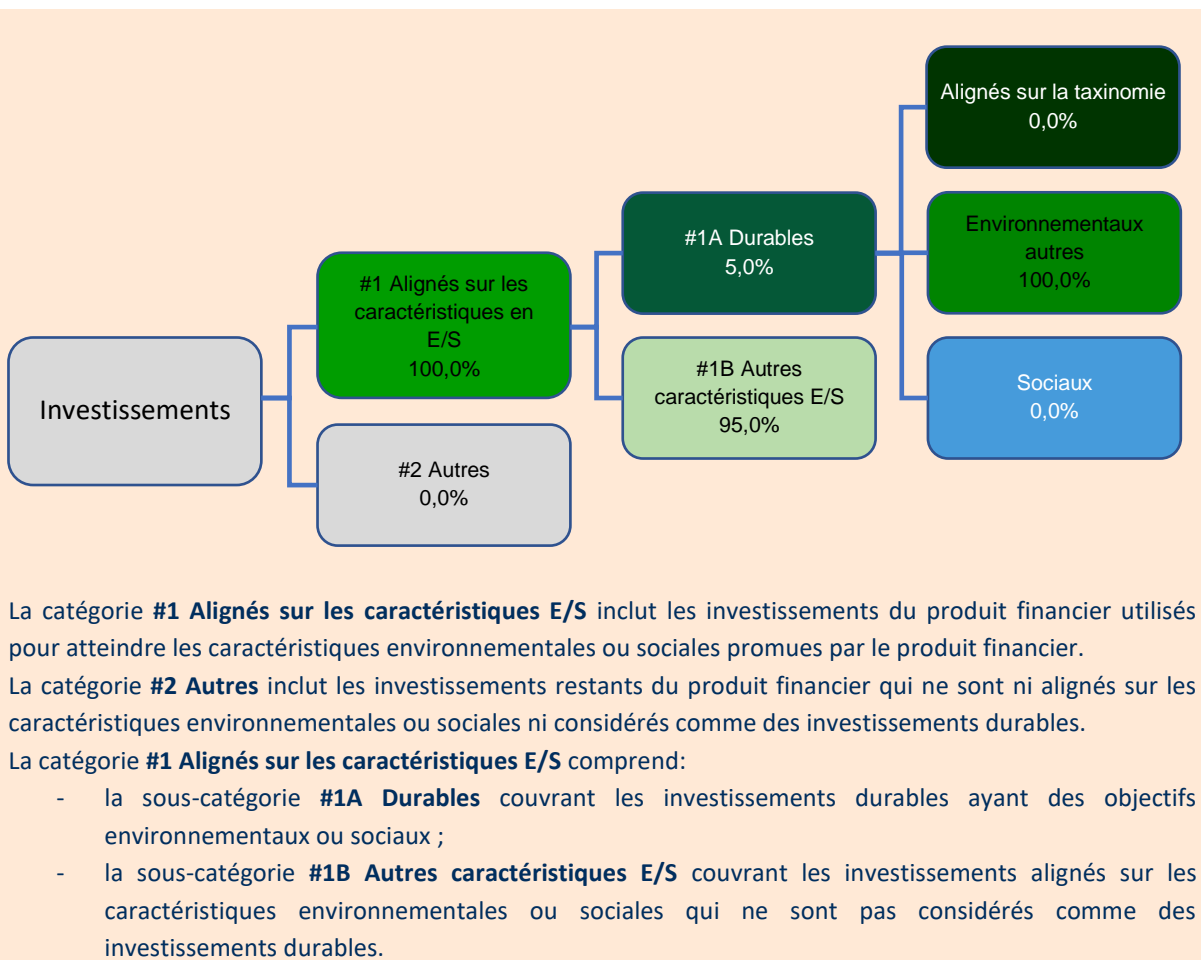 Investissements
#1 Alignés sur les
caractéristiques en
E/S
100,0%
#2 Autres
0,0%
#1A Durables
5,0%
#1B Autres
caractéristiques E/S
95,0%
Alignés sur la taxinomie
0,0%
Environnementaux
autres
100,0%
Sociaux
0,0%
La catégorie #1 Alignés sur les caractéristiques E/S inclut les investissements du produit financier utilisés
pour atteindre les caractéristiques environnementales ou sociales promues par le produit financier.
La catégorie #2 Autres inclut les investissements restants du produit financier qui ne sont ni alignés sur les
caractéristiques environnementales ou sociales ni considérés comme des investissements durables.
La catégorie #1 Alignés sur les caractéristiques E/S comprend:
- la sous-catégorie #1A Durables couvrant les investissements durables ayant des objectifs
environnementaux ou sociaux ;
- la sous-catégorie #1B Autres caractéristiques E/S couvrant les investissements alignés sur les
caractéristiques environnementales ou sociales qui ne sont pas considérés comme des
investissements durables.